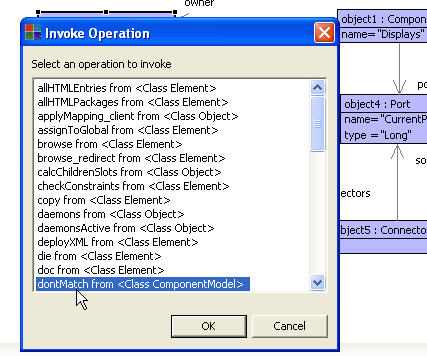 owner
Invoke Operation
Select an operation to invoke
allHTMLEntries from <Class Element>
allHTMLPackages from <Class Element>
applyMapping_client from <Class Object>
assignToGlobal from <Class Element>
browse from <Class Element>
browse_redirect from <Class Element>
calcChildrenSlots from <Class Element>
checkConstraints from <Class Element>
copy from <Class Element>
daemons from <Class Object>
daemonsActive from <Class Object>
deployXML from <Class Element>
die from <Class Element>
doc from <Class Element>
dontMatch from <Class ComponentModel>
OK
Cancel
object1 : Compon
name= "Displays"
po
object4 : Port
name= "CurrentP
type = "Long"
so
ectors
bject5 : Connecto